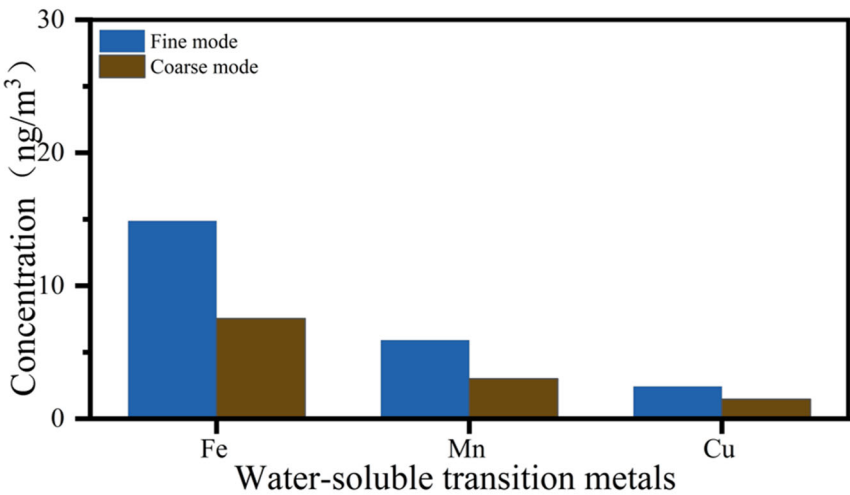 30
20
10
0
Concentration（ng/m³）
Fine mode
Coarse mode
Fe Mn Cu
Water-soluble transition metals